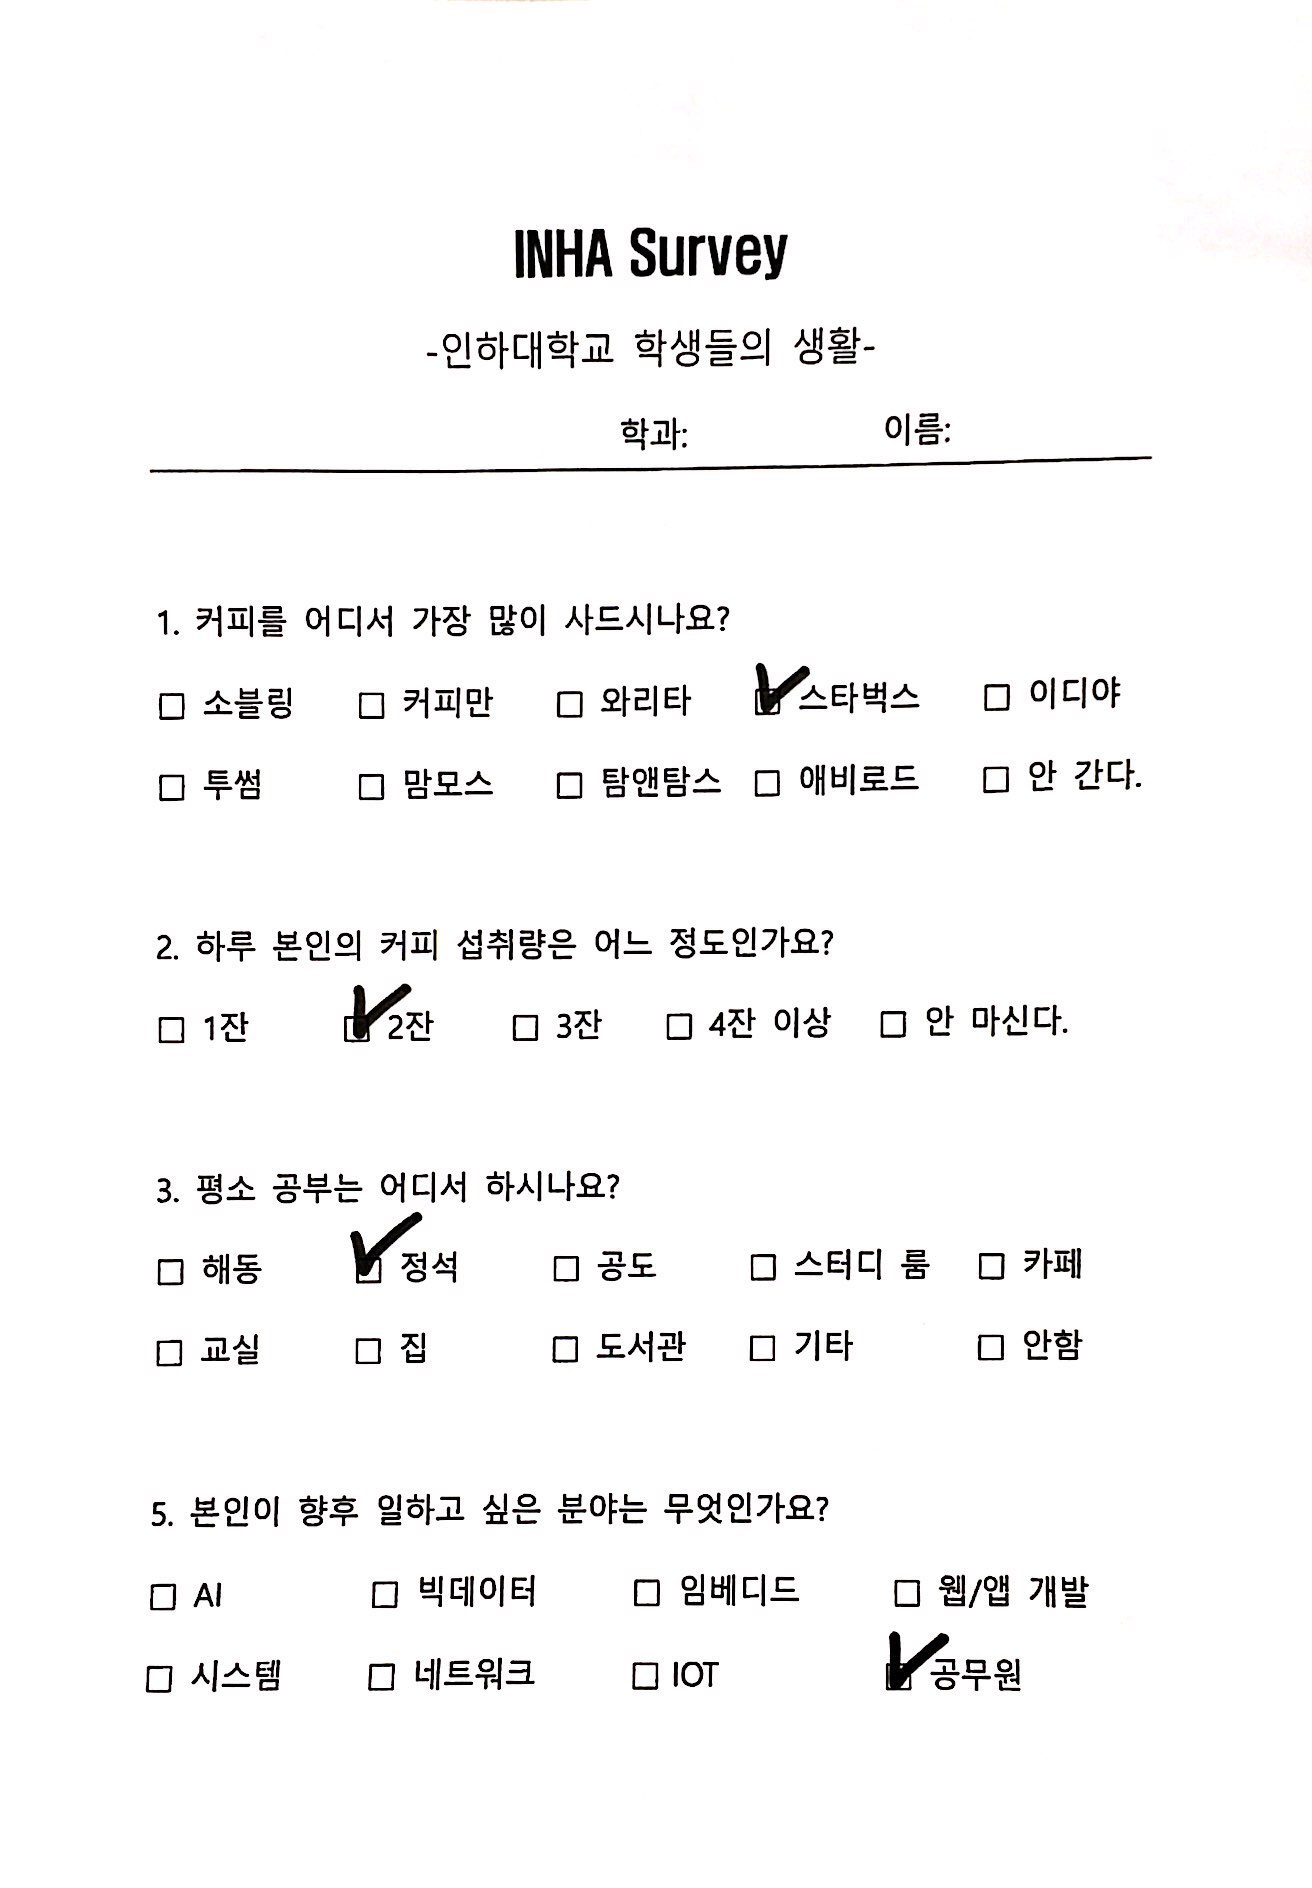 INHA Survey
-인하대학교 학생들의 생활-
학과: 이름:
1. 커피를 어디서 가장 많이 사드시나요?
☐ 소블링 ☐ 커피만 ☐ 와리타 ☑ 스타벅스 ☐ 이디야
☐ 투썸 ☐ 맘모스 ☐ 탐앤탐스 ☐ 애비로드 ☐ 안 간다.
2. 하루 본인의 커피 섭취량은 어느 정도인가요?
☐ 1잔 ☑ 2잔 ☐ 3잔 ☐ 4잔 이상 ☐ 안 마신다.
3. 평소 공부는 어디서 하시나요?
☐ 해동 ☑ 정석 ☐ 공도 ☐ 스터디 룸 ☐ 카페
☐ 교실 ☐ 집 ☐ 도서관 ☐ 기타 ☐ 안함
5. 본인이 향후 일하고 싶은 분야는 무엇인가요?
☐ AI ☐ 빅데이터 ☐ 임베디드 ☐ 웹/앱 개발
☐ 시스템 ☐ 네트워크 ☐ IOT ☑ 공무원